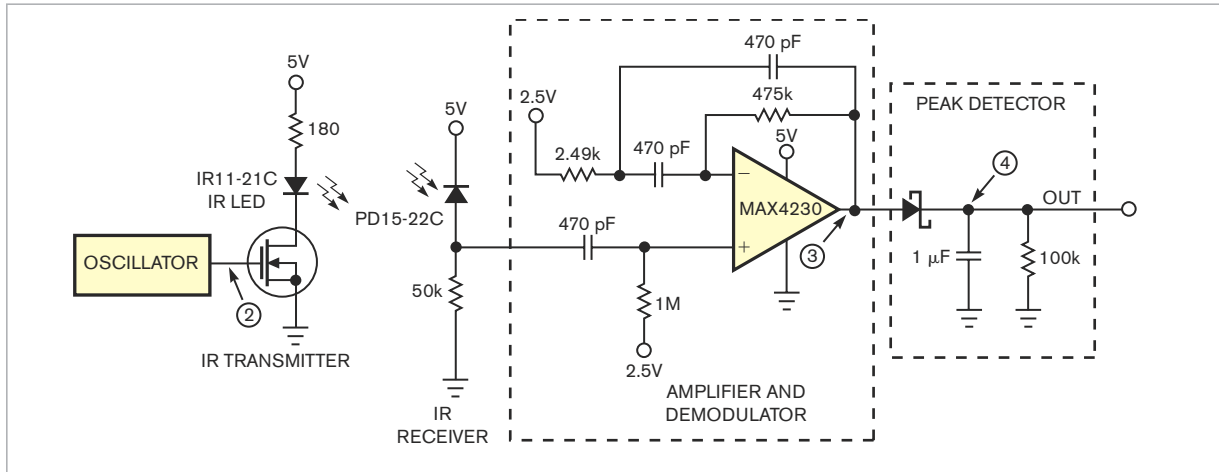 5V
180
IR11-21C
IR LED
OSCILLATOR
2
IR TRANSMITTER
5V
PD15-22C
50k
IR
RECEIVER
470 pF
475k
2.5V
2.49k
470 pF
5V
−
MAX4230
+
3
470 pF
1M
2.5V
AMPLIFIER AND
DEMODULATOR
PEAK DETECTOR
4
OUT
1 μF
100k